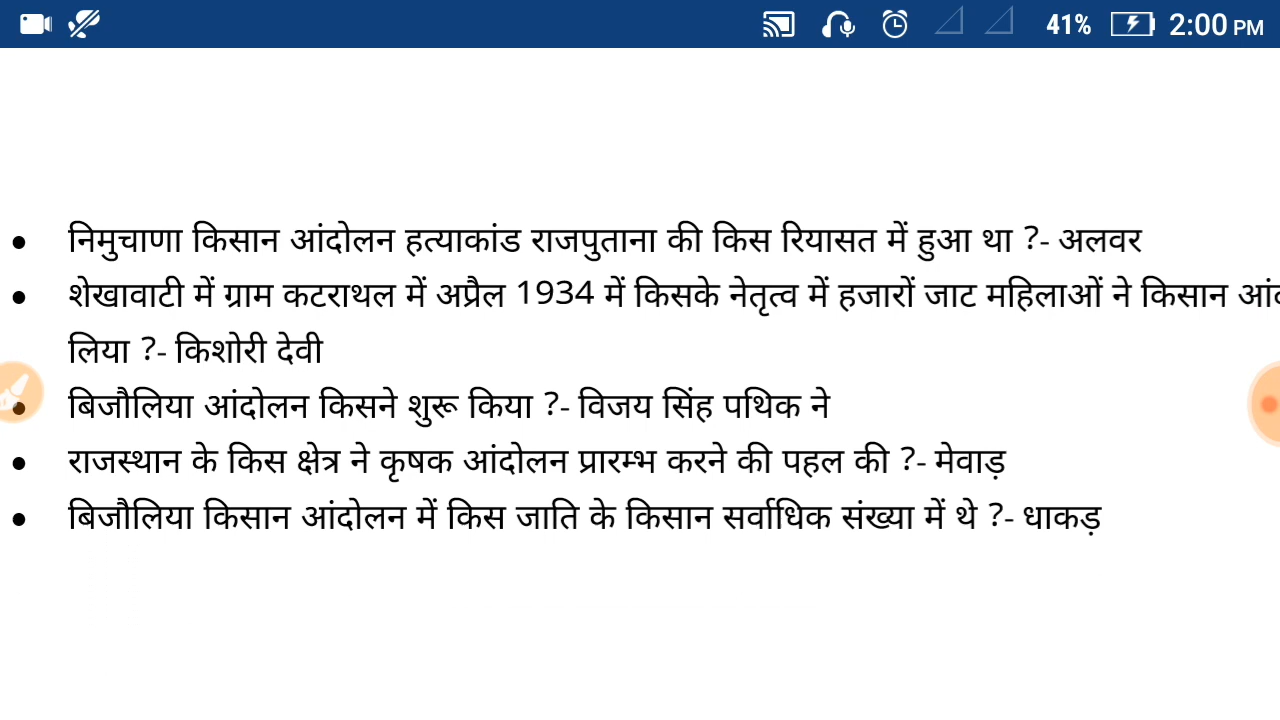 41% 2:00 PM
• निमुचाणा किसान आंदोलन हत्याकांड राजपुताना की किस रियासत में हुआ था ?- अलवर
• शेखावाटी में ग्राम कटराथल में अप्रैल 1934 में किसके नेतृत्व में हजारों जाट महिलाओं ने किसान
लिया ?- किशोरी देवी
• बिजौलिया आंदोलन किसने शुरू किया ?- विजय सिंह पथिक ने
• राजस्थान के किस क्षेत्र ने कृषक आंदोलन प्रारम्भ करने की पहल की ?- मेवाड़
• बिजौलिया किसान आंदोलन में किस जाति के किसान सर्वाधिक संख्या में थे ?- धाकड़